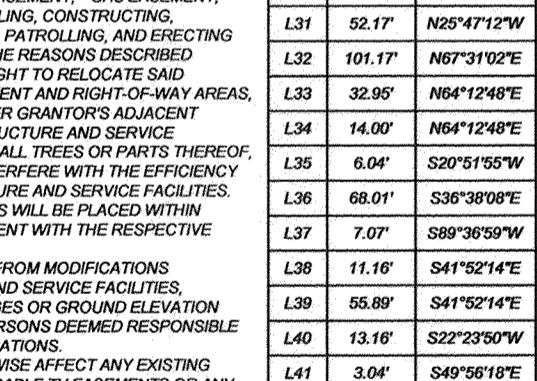 LING, CONSTRUCTING,
PATROLLING, AND ERECTING
HE REASONS DESCRIBED
GHT TO RELOCATE SAID
ENT AND RIGHT-OF-WAY AREAS,
ER GRANTOR'S ADJACENT
UCTURE AND SERVICE
ALL TREES OR PARTS THEREOF,
ERFERE WITH THE EFFICIENCY
URE AND SERVICE FACILITIES.
S WILL BE PLACED WITHIN
ENT WITH THE RESPECTIVE
FROM MODIFICATIONS
ND SERVICE FACILITIES,
GES OR GROUND ELEVATION
RSONS DEEMED RESPONSIBLE
ATIONS.
WISE AFFECT ANY EXISTING
L31 52.17' N25°47'12"W
L32 101.17' N67°31'02"E
L33 32.95' N64°12'48"E
L34 14.00' N64°12'48"E
L35 6.04' S20°51'55"W
L36 68.01' S36°38'08"E
L37 7.07' S89°36'59"W
L38 11.16' S41°52'14"E
L39 55.89' S41°52'14"E
L40 13.16' S22°23'50"W
L41 3.04' S49°56'18"E